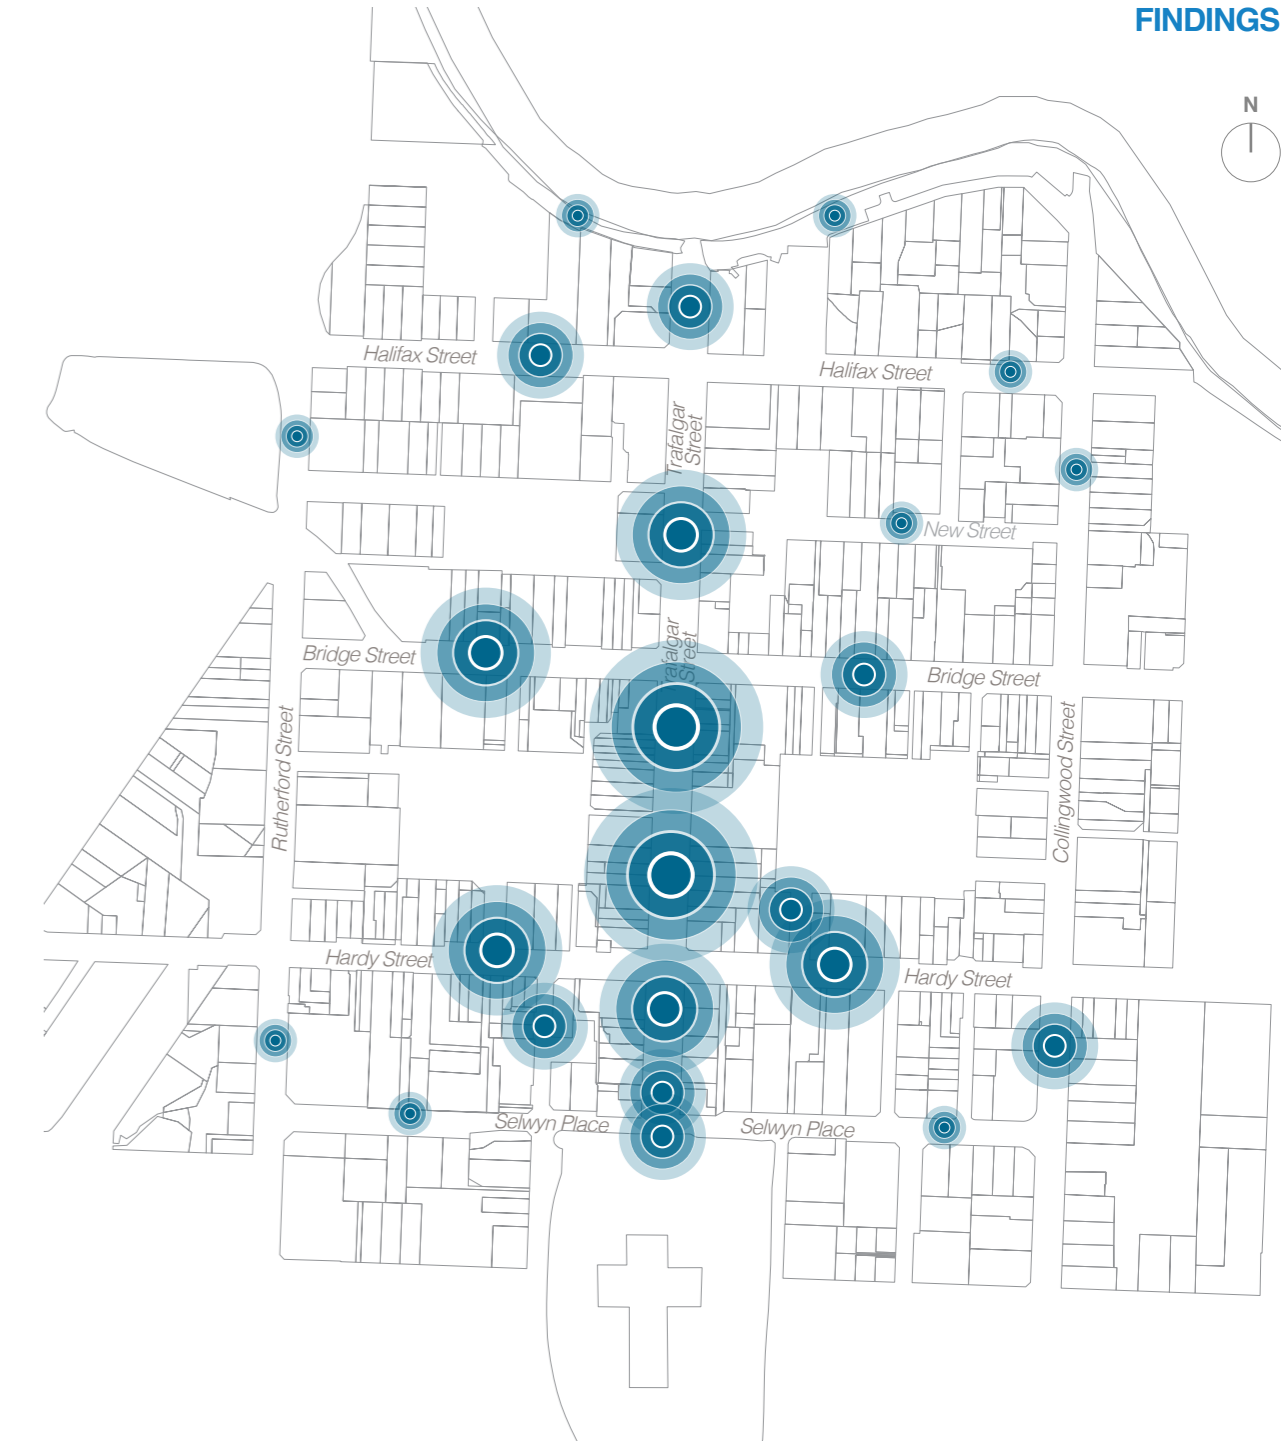 FINDINGS
N
Halifax Street
Halifax Street
Trafalgar
Street
New Street
Trafalgar
Street
Bridge Street
Bridge Street
Rutherford Street
Collingwood Street
Hardy Street
Hardy Street
Selwyn Place
Selwyn Place